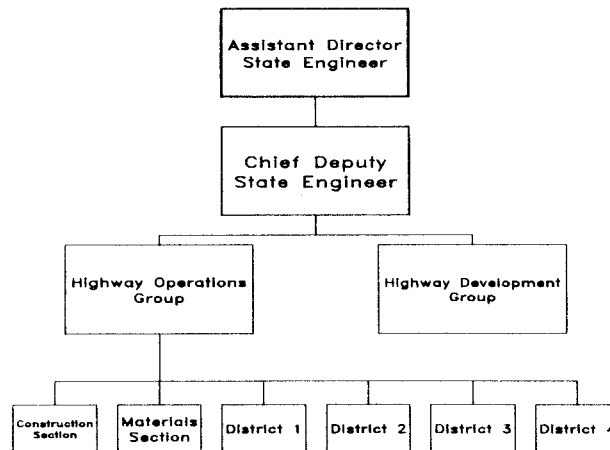 Assistant Director
State Engineer
Chief Deputy
State Engineer
Highway Operations
Group
Highway Development
Group
Construction
Section
Materials
Section
District 1
District 2
District 3
District 4